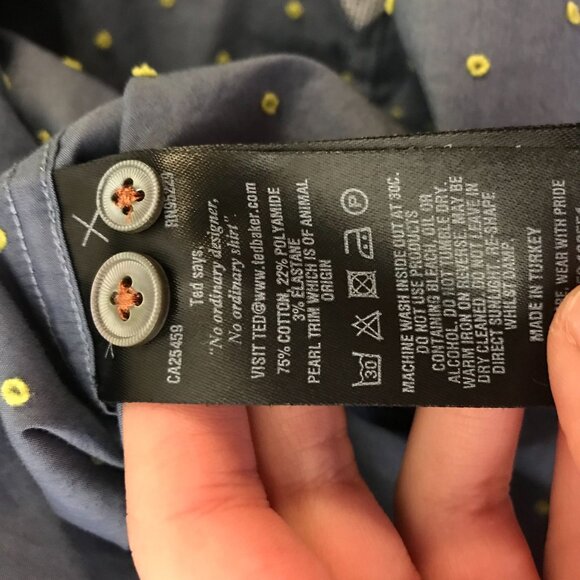 CA25459
Ted says,
"No ordinary designer,
No ordinary shirt"
VISIT TED@www.tedbaker.com
75% COTTON, 22% POLYAMIDE
3% ELASTANE
PEARL TRIM WHICH IS OF ANIMAL
ORIGIN
30
MACHINE WASH INSIDE OUT AT 30C.
DO NOT USE PRODUCTS
CONTAINING BLEACH OR
ALCOHOL. DO NOT TUMBLE DRY.
WARM IRON ON REVERSE. MAY BE
DRY CLEANED. DO NOT LEAVE IN
DIRECT SUNLIGHT. RE-SHAPE
WHILST DAMP.
MADE IN TURKEY
WEAR WITH PRIDE